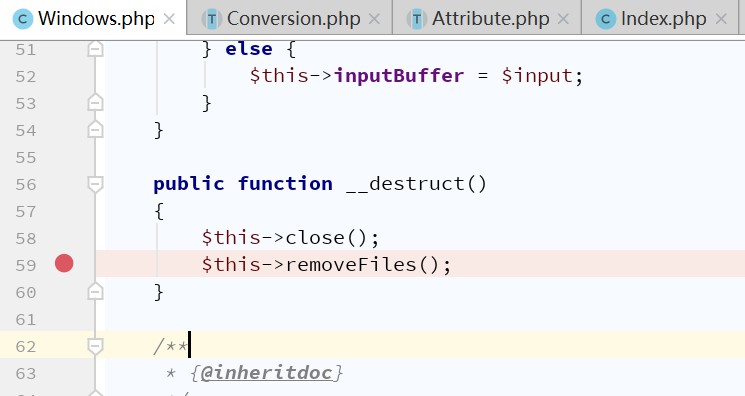 Windows.php × Conversion.php × Attribute.php × Index.php ×
51 } else {
52 $this->inputBuffer = $input;
53 }
54 }
55
56 public function __destruct()
57 {
58 $this->close();
59 $this->removeFiles();
60 }
61
62 /**
63 * {@inheritdoc}